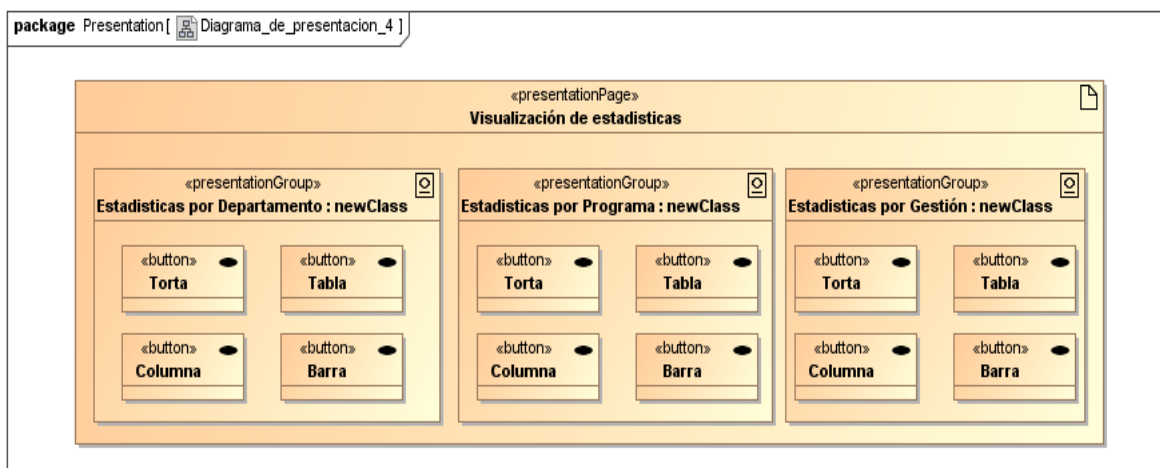 package Presentation[ Diagrama_de_presentacion_4 ]
«presentationPage»
Visualización de estadisticas
«presentationGroup»
Estadisticas por Departamento : newClass
«button»
Torta
«button»
Tabla
«button»
Columna
«button»
Barra
«presentationGroup»
Estadisticas por Programa : newClass
«button»
Torta
«button»
Tabla
«button»
Columna
«button»
Barra
«presentationGroup»
Estadisticas por Gestión : newClass
«button»
Torta
«button»
Tabla
«button»
Columna
«button»
Barra